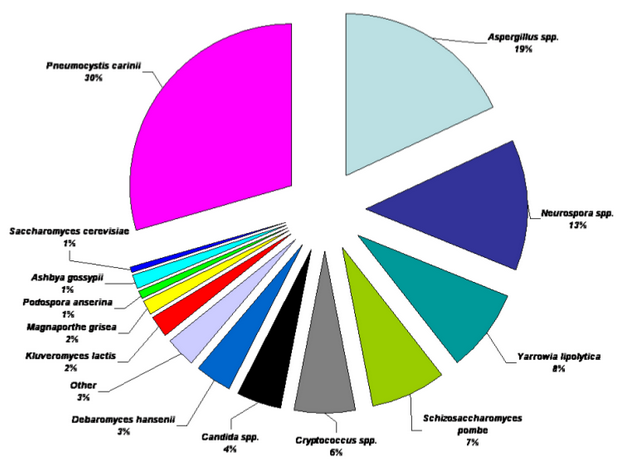 Aspergillus spp.
19%
Neurospora spp.
13%
Yarrowia lipolytica
8%
Schizosaccharomyces
pombe
7%
Cryptococcus spp.
6%
Candida spp.
4%
Debaromyces hansenii
3%
Other
3%
Kluveromyces lactis
2%
Magnaporthe grisea
2%
Podospora anserina
1%
Ashbya gossypii
1%
Saccharomyces cerevisiae
1%
Pneumocystis carinii
30%